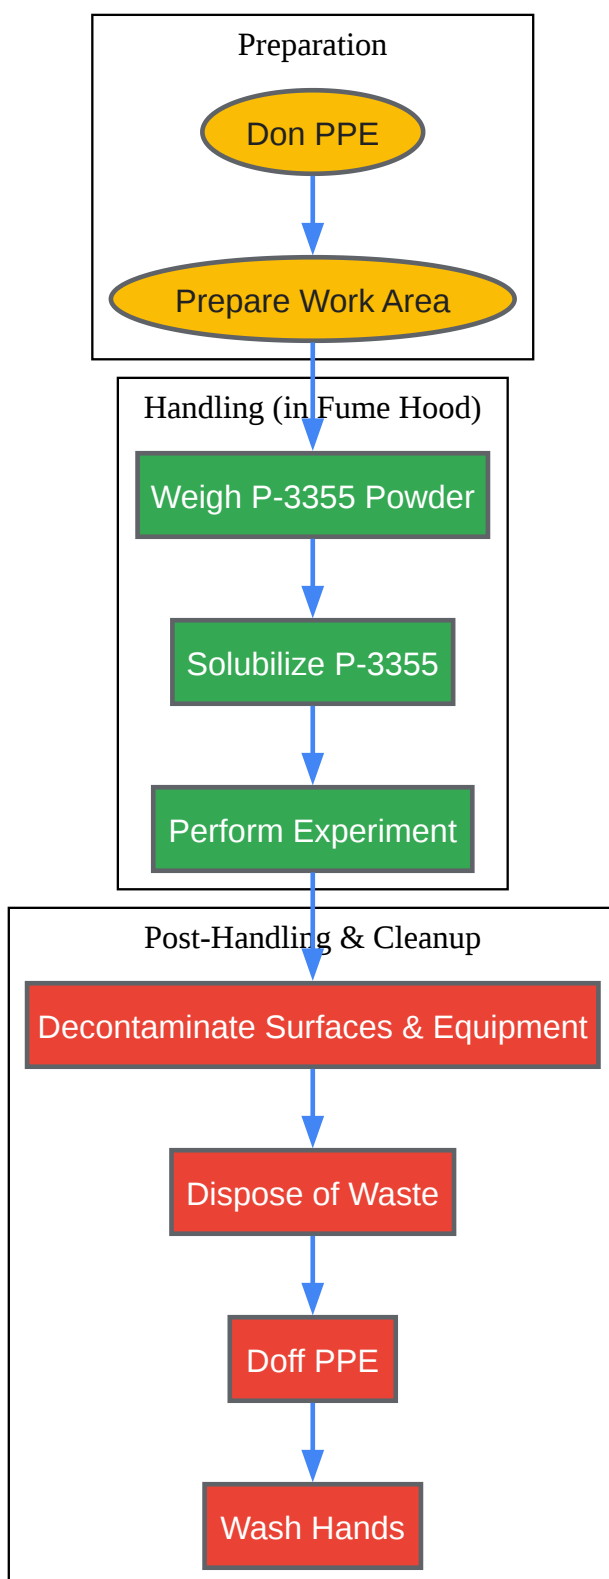 Preparation
Don PPE
Prepare Work Area
Handling (in Fume Hood)
Weigh P-3355 Powder
Solubilize P-3355
Perform Experiment
Post-Handling & Cleanup
Decontaminate Surfaces & Equipment
Dispose of Waste
Doff PPE
Wash Hands